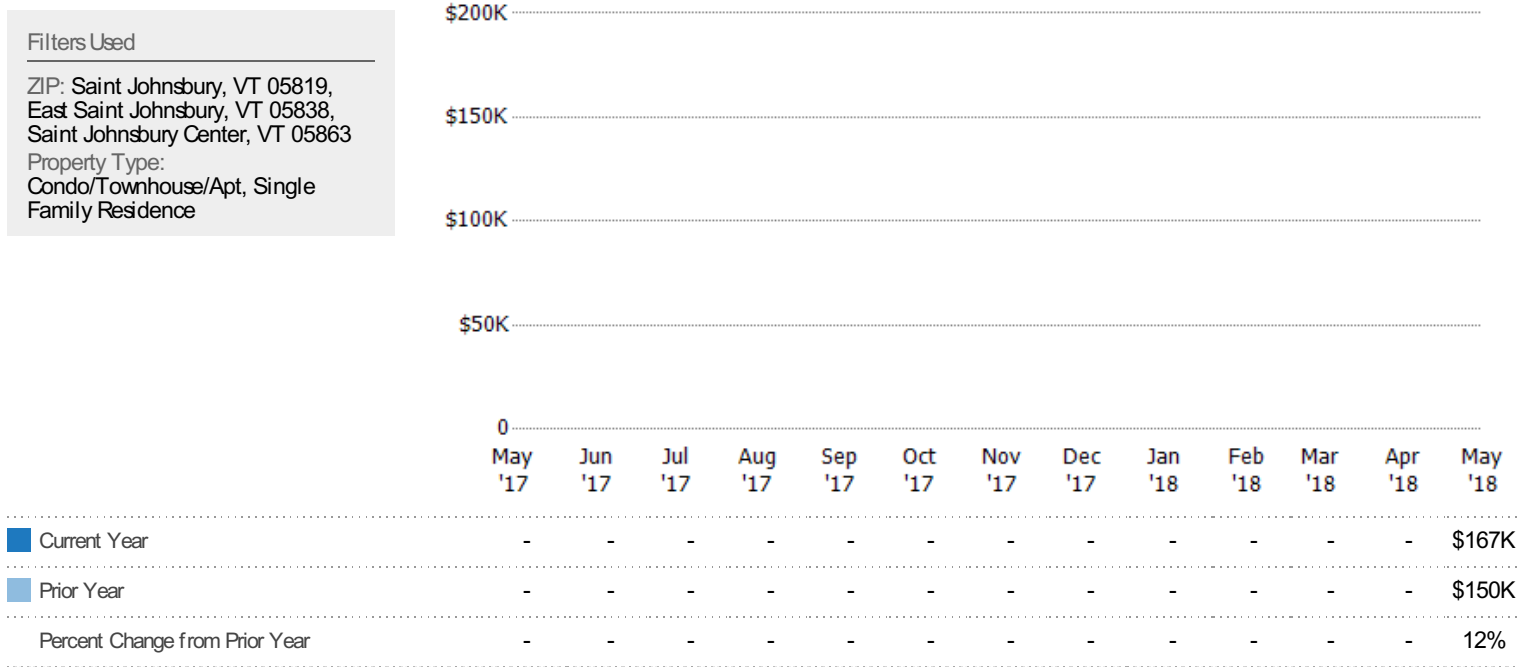 Filters Used
ZIP: Saint Johnsbury, VT 05819,
East Saint Johnsbury, VT 05838,
Saint Johnsbury Center, VT 05863
Property Type:
Condo/Townhouse/Apt, Single
Family Residence
$200K
$150K
$100K
$50K
0
May Jun Jul Aug Sep Oct Nov Dec Jan Feb Mar Apr May
'17 '17 '17 '17 '17 '17 '17 '17 '18 '18 '18 '18 '18
Current Year - - - - - - - - - - - - $167K
Prior Year - - - - - - - - - - - - $150K
Percent Change from Prior Year - - - - - - - - - - - - 12%